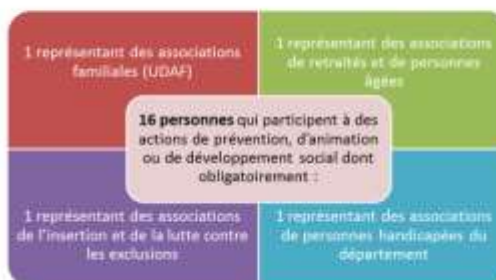 1 représentant des associations
familiales (UDAF)
1 représentant des associations
de retraités et de personnes
âgées
16 personnes qui participent à des
actions de prévention, d'animation
ou de développement social dont
obligatoirement :
1 représentant des associations
de l'insertion et de la lutte contre
les exclusions
1 représentant des associations
de personnes handicapées du
département